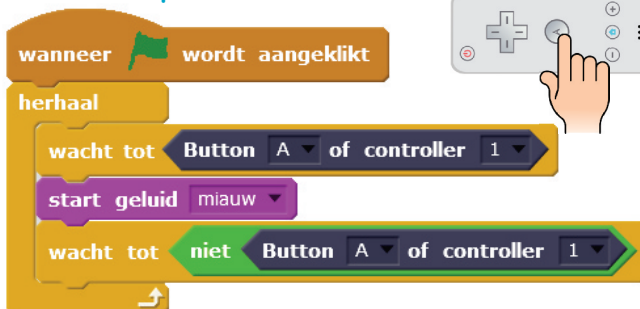 wanneer wordt aangeklikt
herhaal
wacht tot Button A of controller 1
start geluid miauw
wacht tot niet Button A of controller 1